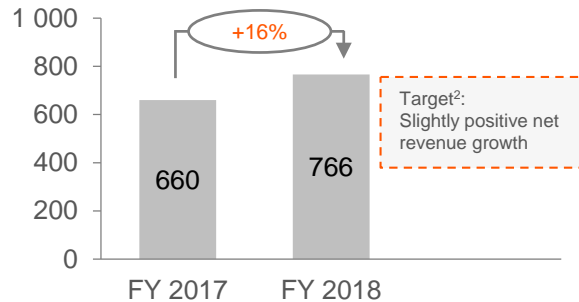 1 000
+16%
800
Target²:
Slightly positive net
revenue growth
600
400
660
766
200
0
FY 2017
FY 2018